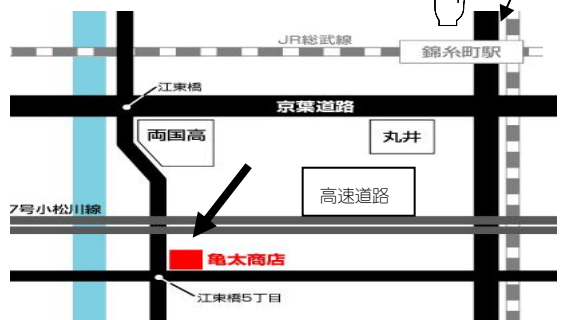 JR総武線
錦糸町駅
江東橋
京葉道路
両国高
丸井
高速道路
7号小松川線
亀太商店
江東橋5丁目